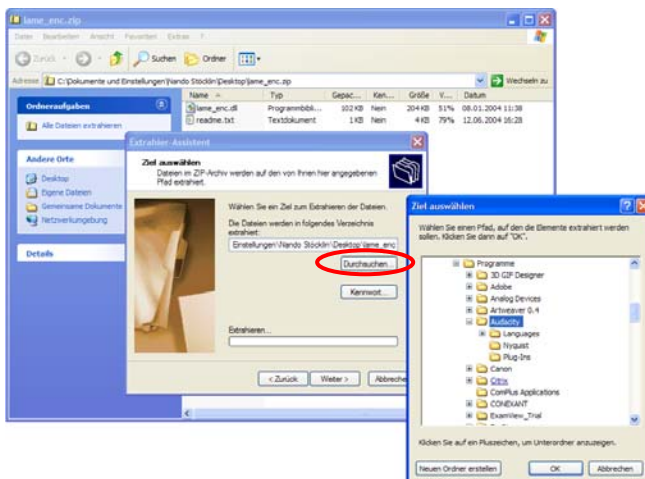 lame_enc.zip
Datei Bearbeiten Ansicht Favoriten Extras ?
Zurück Suchen Ordner
Adresse C:\Dokumente und Einstellungen\Nando Stöcklin\Desktop\lame_enc.zip Wechseln zu
Ordneraufgaben
Alle Dateien extrahieren
Andere Orte
Desktop
Eigene Dateien
Gemeinsame Dokumente
Netzwerkumgebung
Details
Name Typ Gepac... Ken... Größe V... Datum
lame_enc.dll Programmbibli... 102 KB Nein 204 KB 51% 08.01.2004 11:38
readme.txt Textdokument 1 KB Nein 4 KB 79% 12.06.2004 16:28
Extrahier-Assistent
Ziel auswählen
Dateien im ZIP-Archiv werden auf den von Ihnen hier angegebenen
Pfad extrahiert.
Wählen Sie ein Ziel zum Extrahieren der Dateien.
Die Dateien werden in folgendes Verzeichnis
extrahiert:
Einstellungen\Nando Stöcklin\Desktop\lame_enc
Durchsuchen...
Kennwort...
Extrahieren...
< Zurück Weiter > Abbreche
Ziel auswählen
Wählen Sie einen Pfad, auf den die Elemente extrahiert werden
sollen. Klicken Sie dann auf "OK".
Programme
3D GIF Designer
Adobe
Analog Devices
Artweaver 0.4
Audacity
Languages
Nyquist
Plug-Ins
Canon
Citrix
ComPlus Applications
CONEXANT
ExamView_Trial
Klicken Sie auf ein Pluszeichen, um Unterordner anzuzeigen.
Neuen Ordner erstellen OK Abbrechen